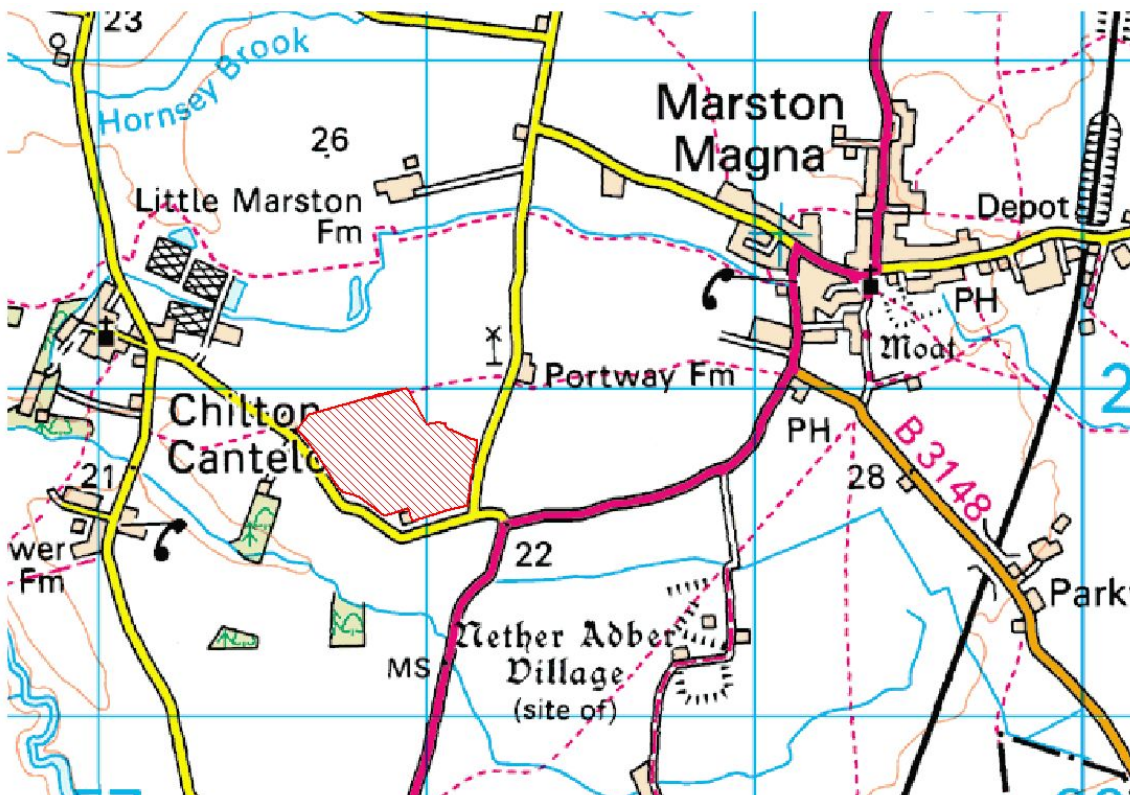 23
Hornsey Brook
26
Marston
Magna
Little Marston
Fm
Depot
PH
Moat
Portway Fm
Chilton
Cantelo
PH
B 3148
28
21
wer
Fm
22
Nether Adber
Village
(site of)
MS
Park
2